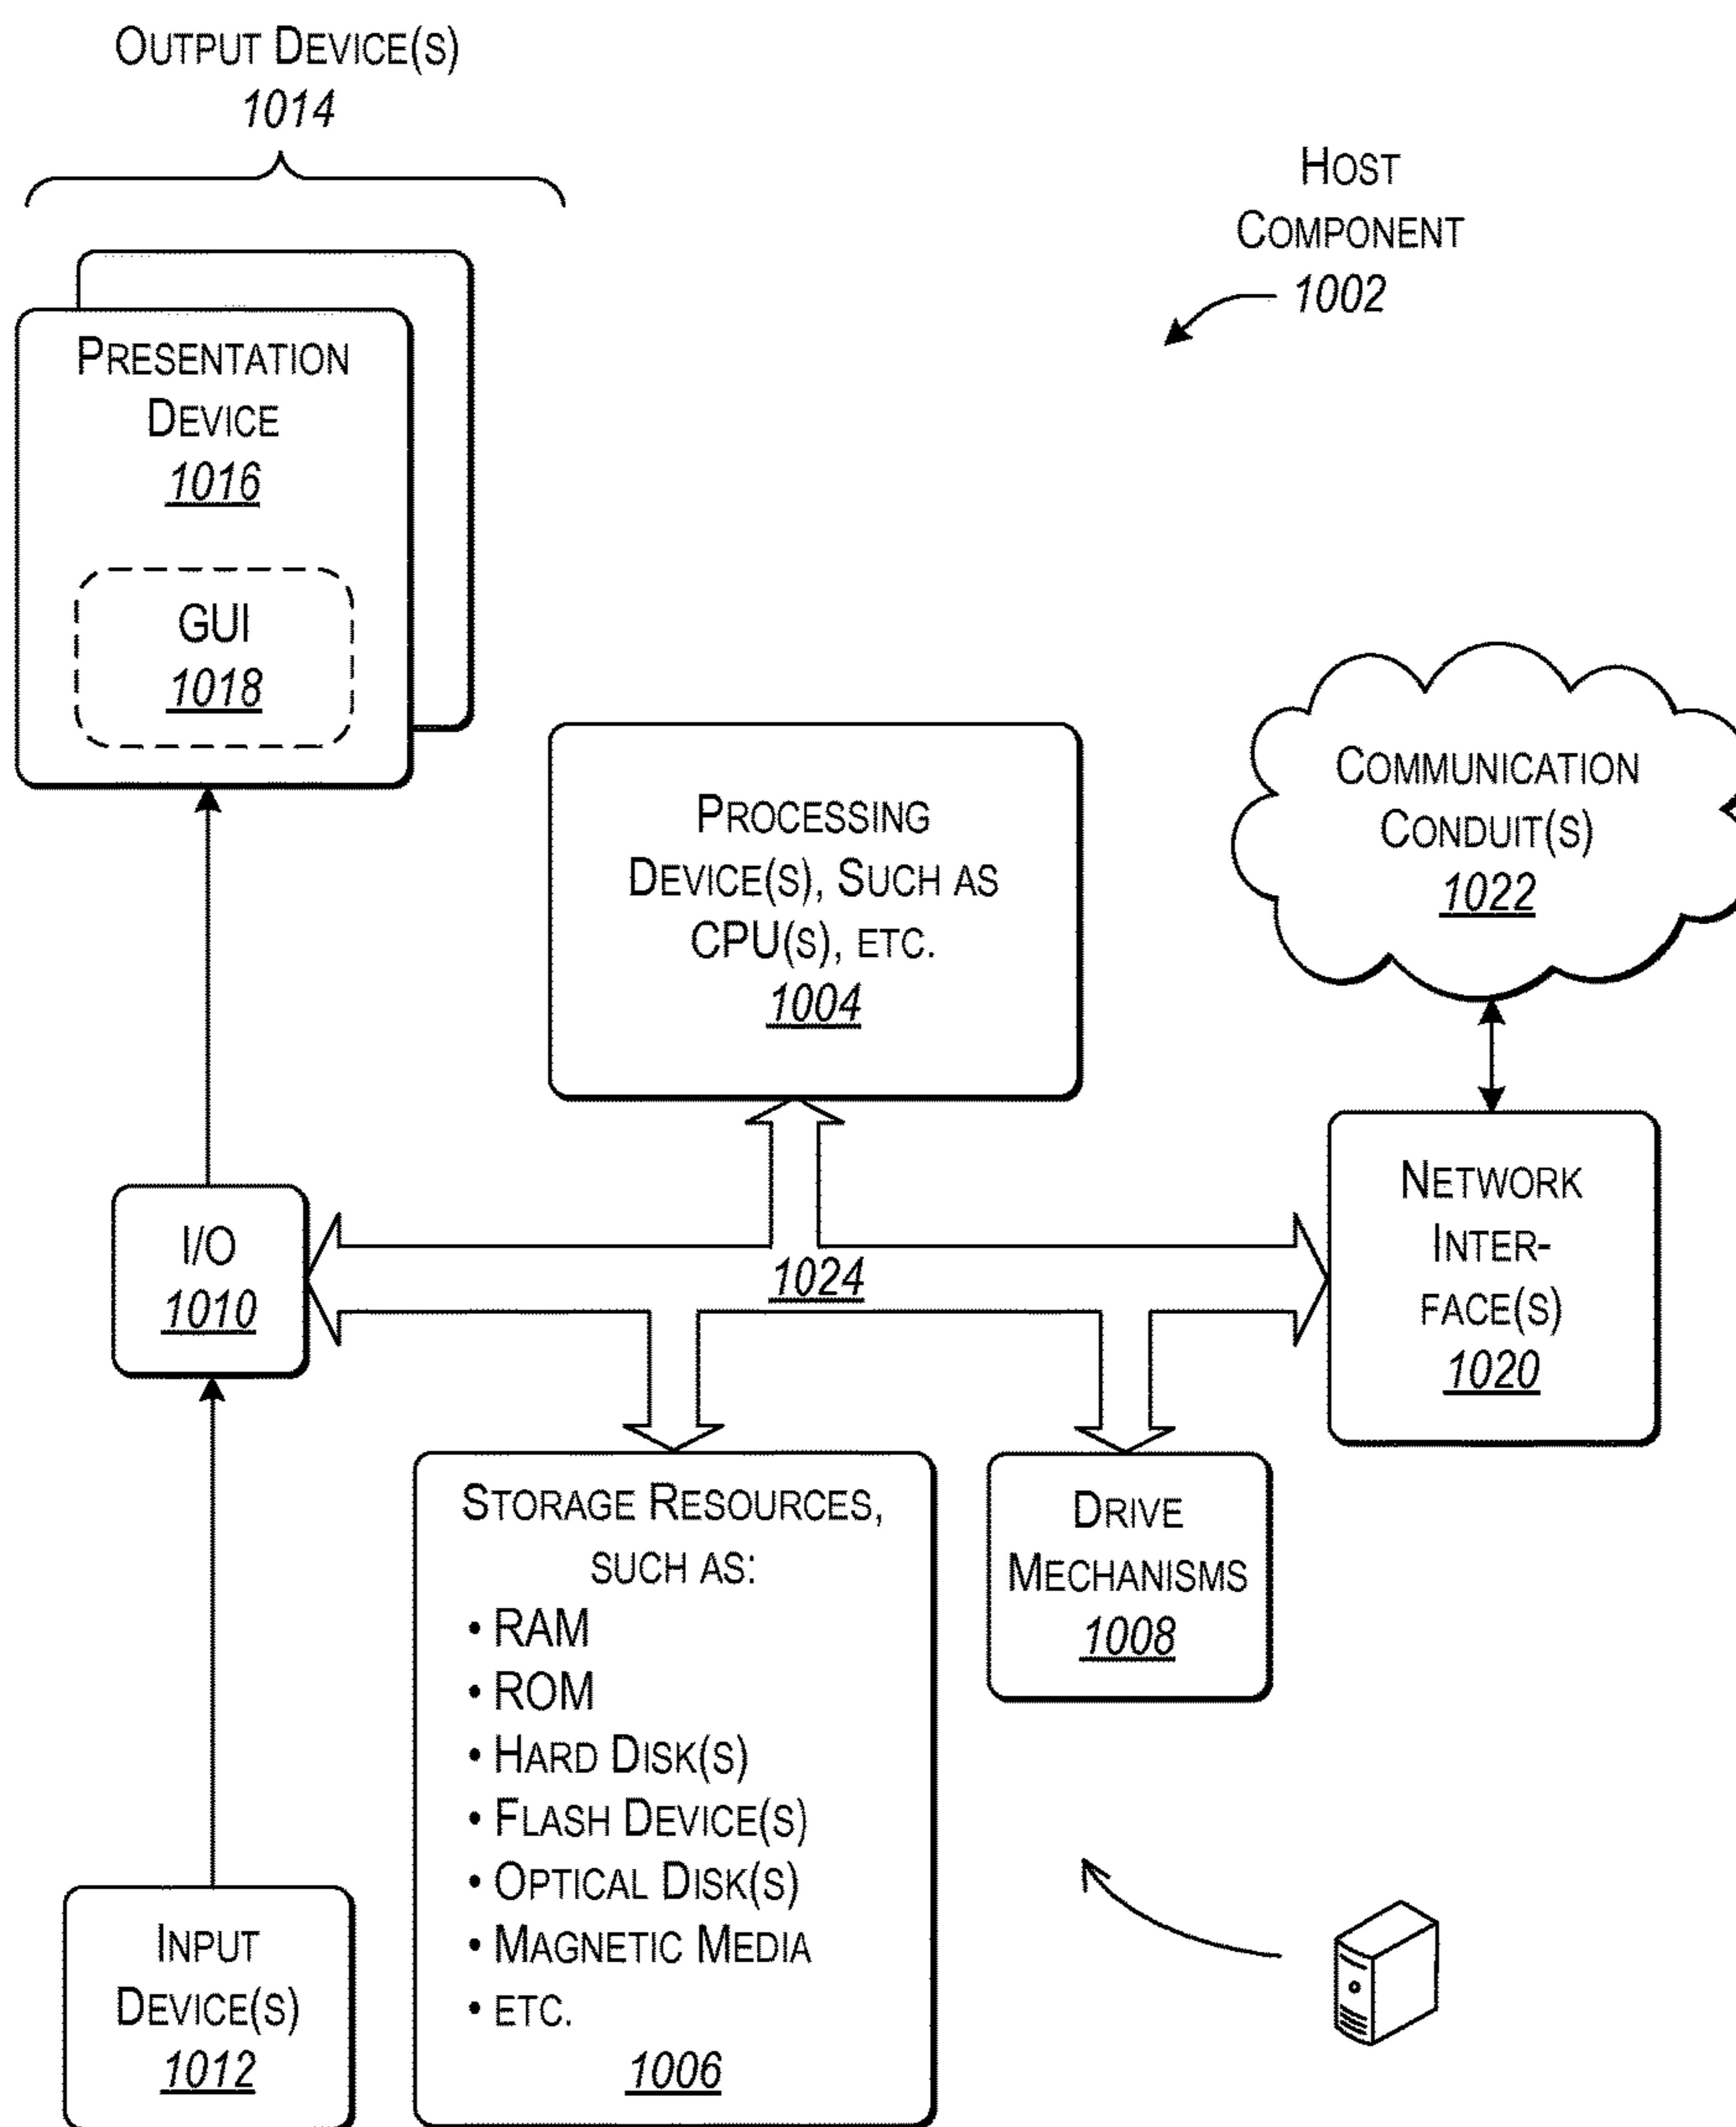 OUTPUT DEVICE(S)
1014
HOST
COMPONENT
1002
PRESENTATION
DEVICE
1016
GUI
1018
PROCESSING
DEVICE(S), SUCH AS
CPU(S), ETC.
1004
COMMUNICATION
CONDUIT(S)
1022
I/O
1010
1024
NETWORK
INTER-
FACE(S)
1020
STORAGE RESOURCES,
SUCH AS:
• RAM
• ROM
• HARD DISK(S)
• FLASH DEVICE(S)
• OPTICAL DISK(S)
• MAGNETIC MEDIA
• ETC.
1006
DRIVE
MECHANISMS
1008
INPUT
DEVICE(S)
1012